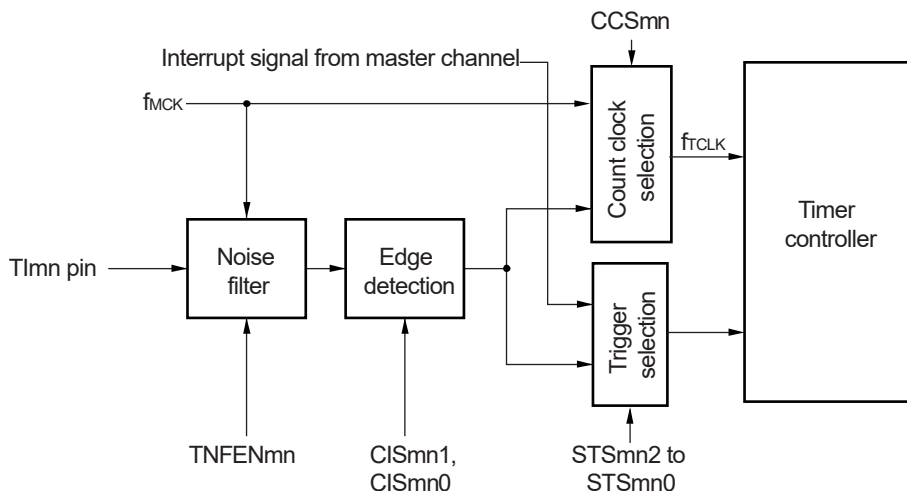 CCSmn
Interrupt signal from master channel
fMCK
Count clock
selection
fTCLK
Timer
controller
TImn pin
Noise
filter
Edge
detection
Trigger
selection
TNFENmn
CISmn1,
CISmn0
STSmn2 to
STSmn0